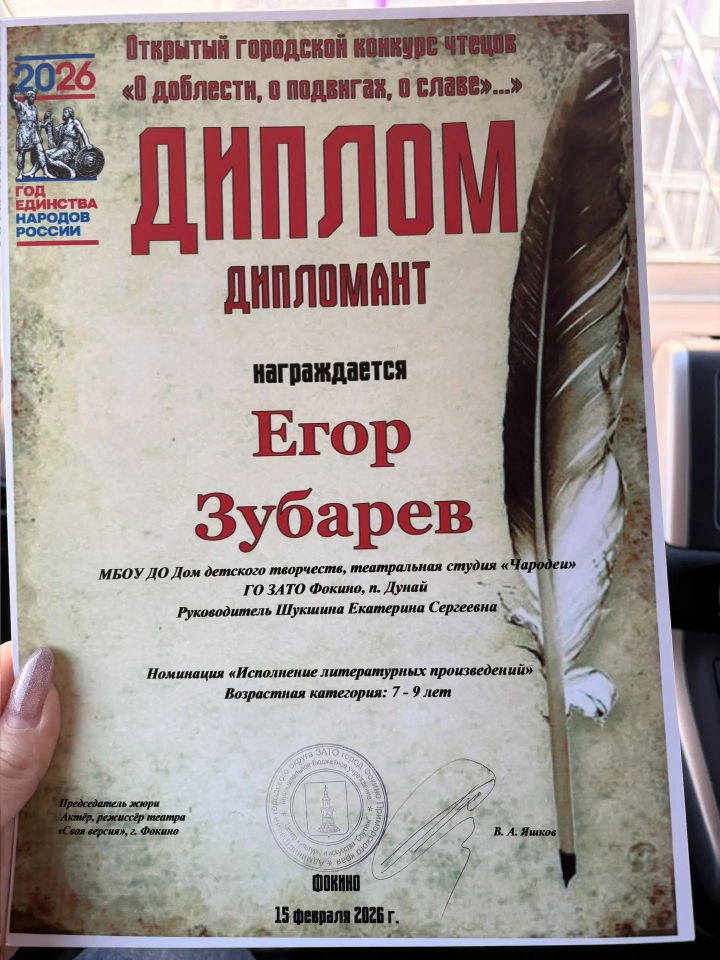 Открытый городской конкурс чтецов
«О доблести, о подвигах, о славе»...»
2026
ГОД
ЕДИНСТВА
НАРОДОВ
РОССИИ
ДИПЛОМ
ДИПЛОМАНТ
награждается
Егор
Зубарев
МБОУ ДО Дом детского творчеств, театральная студия «Чародеи»
ГО ЗАТО Фокино, п. Дунай
Руководитель Шукшина Екатерина Сергеевна
Номинация «Исполнение литературных произведений»
Возрастная категория: 7 - 9 лет
Председатель жюри
Актёр, режиссёр театра
«Своя версия», г. Фокино
В. А. Яшков
ФОКИНО
15 февраля 2026 г.